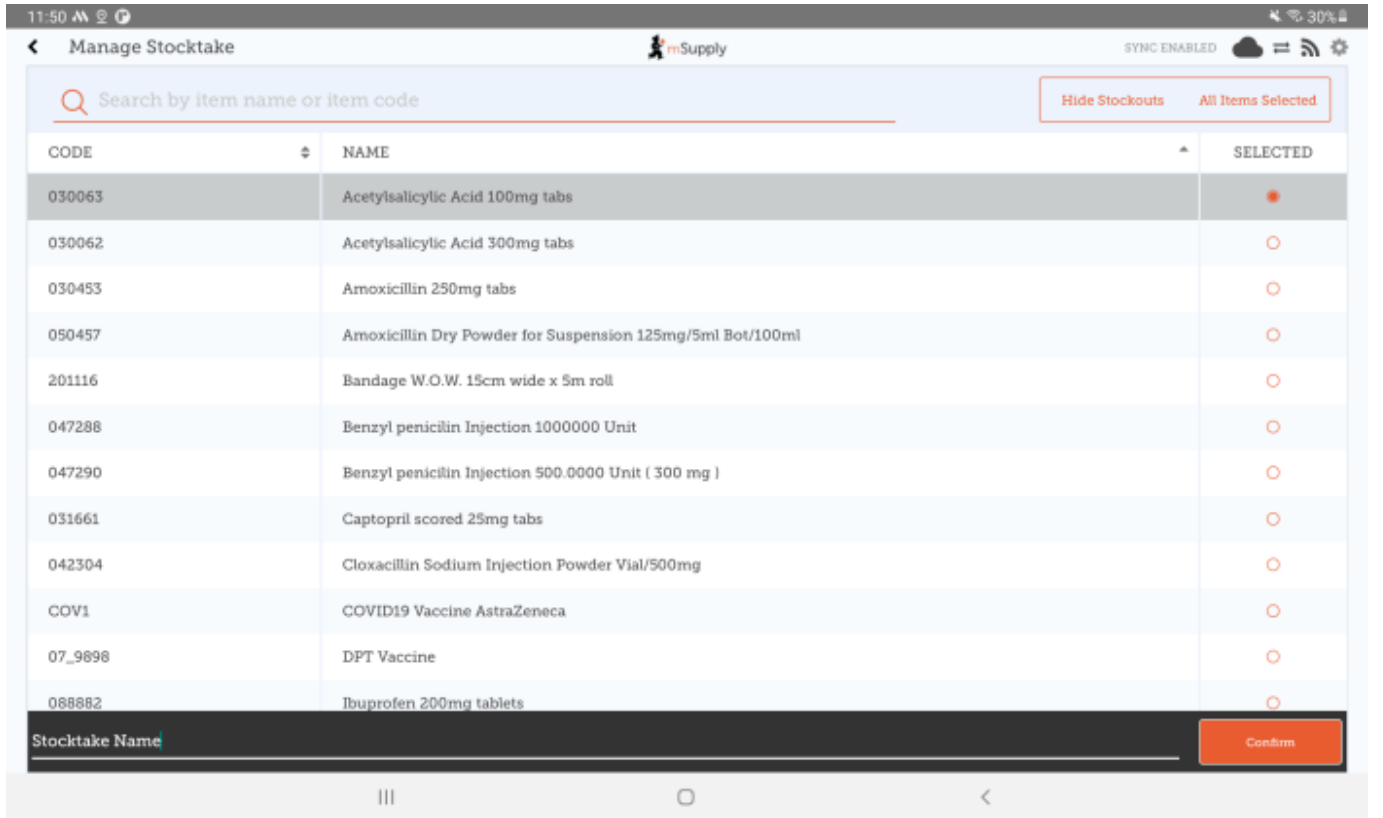 11:50 30%
Manage Stocktake mSupply SYNC ENABLED
Search by item name or item code Hide Stockouts All Items Selected
CODE NAME SELECTED
030063 Acetylsalicylic Acid 100mg tabs
030062 Acetylsalicylic Acid 300mg tabs
030453 Amoxicillin 250mg tabs
050457 Amoxicillin Dry Powder for Suspension 125mg/5ml Bot/100ml
201116 Bandage W.O.W. 15cm wide x 5m roll
047288 Benzyl penicilin Injection 1000000 Unit
047290 Benzyl penicilin Injection 500.0000 Unit ( 300 mg )
031661 Captopril scored 25mg tabs
042304 Cloxacillin Sodium Injection Powder Vial/500mg
COV1 COVID19 Vaccine AstraZeneca
07_9898 DPT Vaccine
088882 Ibuprofen 200mg tablets
Stocktake Name Confirm